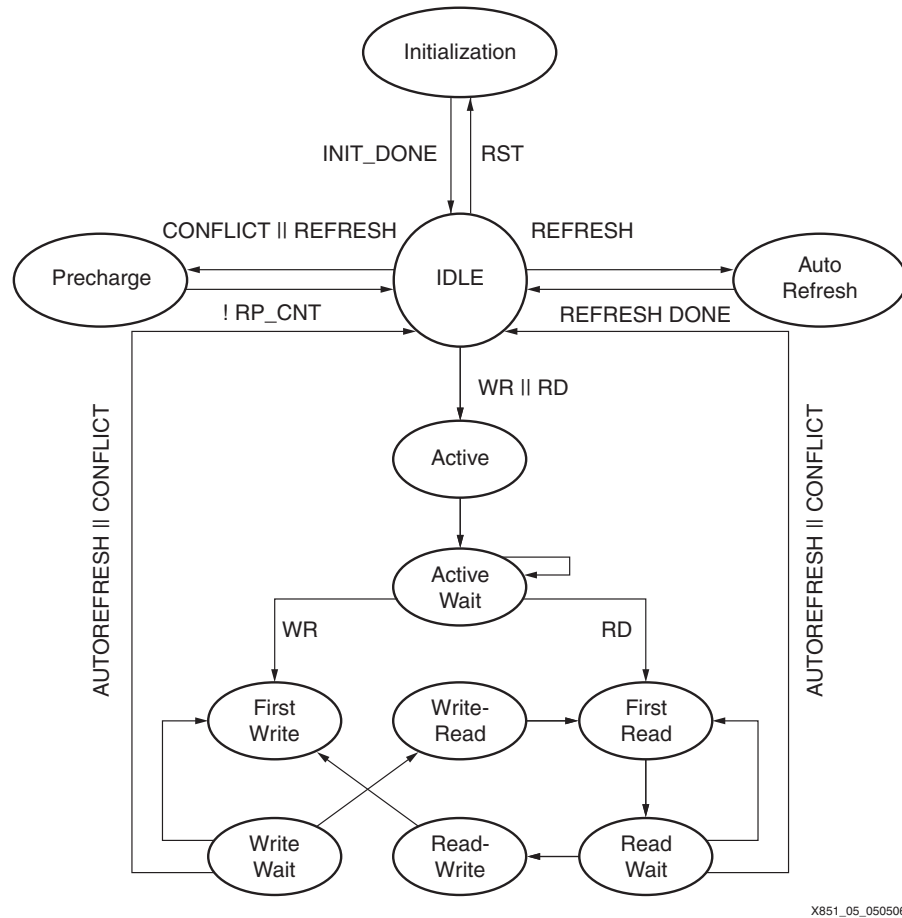 Initialization
INIT_DONE
RST
CONFLICT || REFRESH
REFRESH
Precharge
IDLE
Auto
Refresh
! RP_CNT
REFRESH DONE
WR || RD
AUTOREFRESH || CONFLICT
AUTOREFRESH || CONFLICT
Active
Active
Wait
WR
RD
First
Write
Write-
Read
First
Read
Write
Wait
Read-
Write
Read
Wait
X851_05_050506